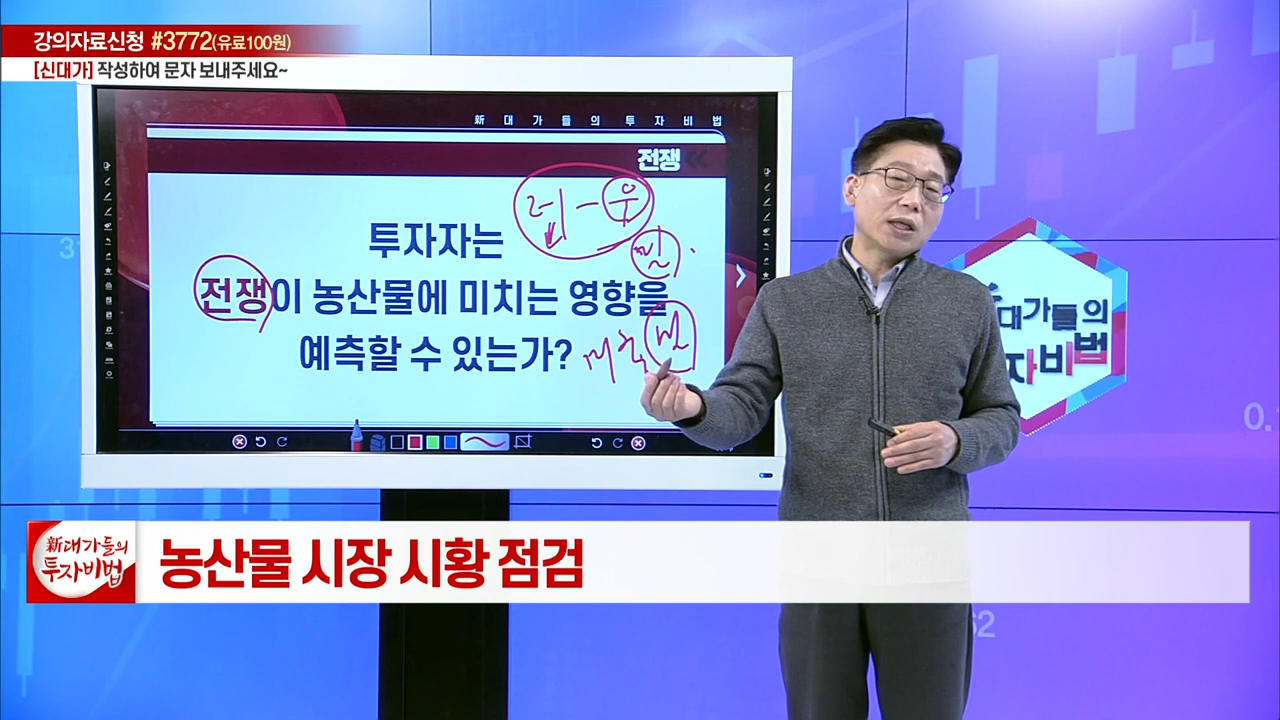 강의자료신청 #3772(유료100원)
[신대가] 작성하여 문자 보내주세요~
新대가들의 투자비법
전쟁
투자자는
전쟁이 농산물에 미치는 영향을
예측할 수 있는가?
대가들의
자비법
0.
62
新대가들의
투자비법
농산물 시장 시황 점검